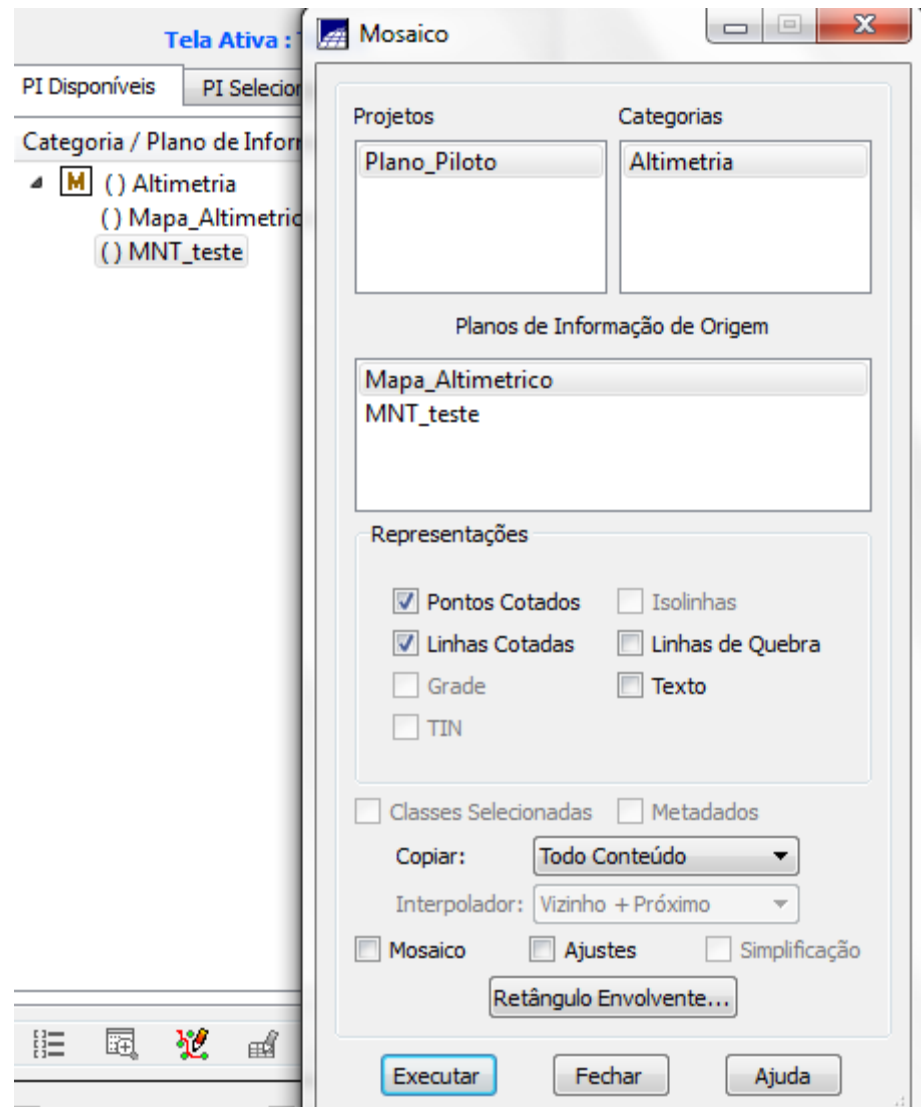 Tela Ativa :
Mosaico
PI Disponíveis
PI Selecion
Categoria / Plano de Inform
M () Altimetria
() Mapa_Altimetric
() MNT_teste
Projetos
Categorias
Plano_Piloto
Altimetria
Planos de Informação de Origem
Mapa_Altimetrico
MNT_teste
Representações
Pontos Cotados
Isolinhas
Linhas Cotadas
Linhas de Quebra
Grade
Texto
TIN
Classes Selecionadas
Metadados
Copiar: Todo Conteúdo
Interpolador: Vizinho + Próximo
Mosaico
Ajustes
Simplificação
Retângulo Envolvente...
Executar
Fechar
Ajuda